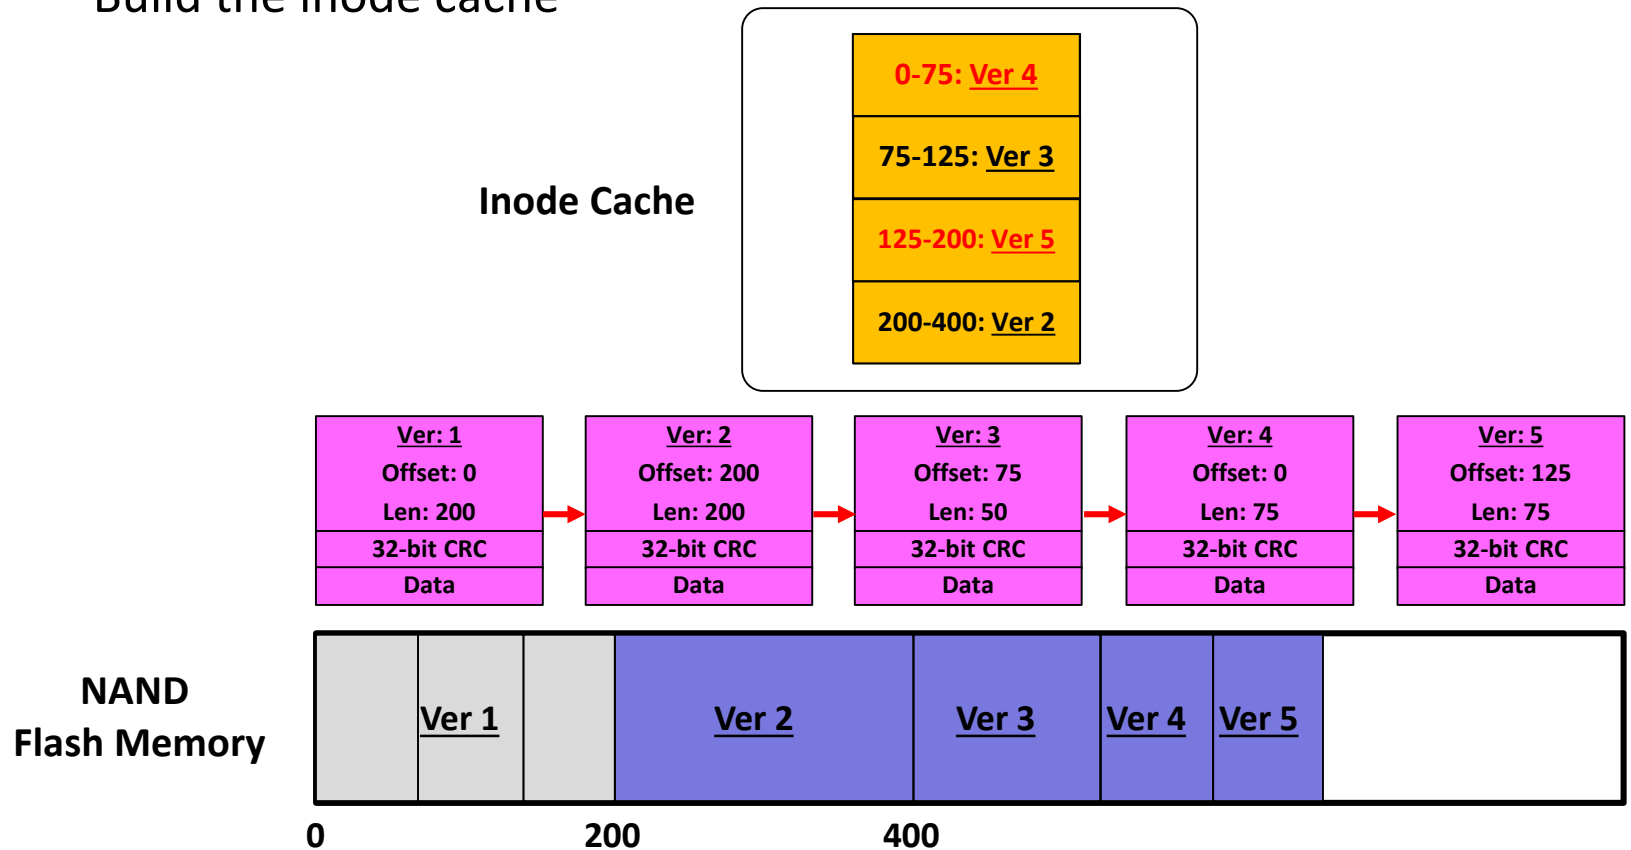 Build the inode cache
0-75: Ver 4
75-125: Ver 3
Inode Cache
125-200: Ver 5
200-400: Ver 2
Ver: 1
Offset: 0
Len: 200
32-bit CRC
Data
Ver: 2
Offset: 200
Len: 200
32-bit CRC
Data
Ver: 3
Offset: 75
Len: 50
32-bit CRC
Data
Ver: 4
Offset: 0
Len: 75
32-bit CRC
Data
Ver: 5
Offset: 125
Len: 75
32-bit CRC
Data
NAND
Flash Memory
Ver 1
Ver 2
Ver 3
Ver 4
Ver 5
0
200
400